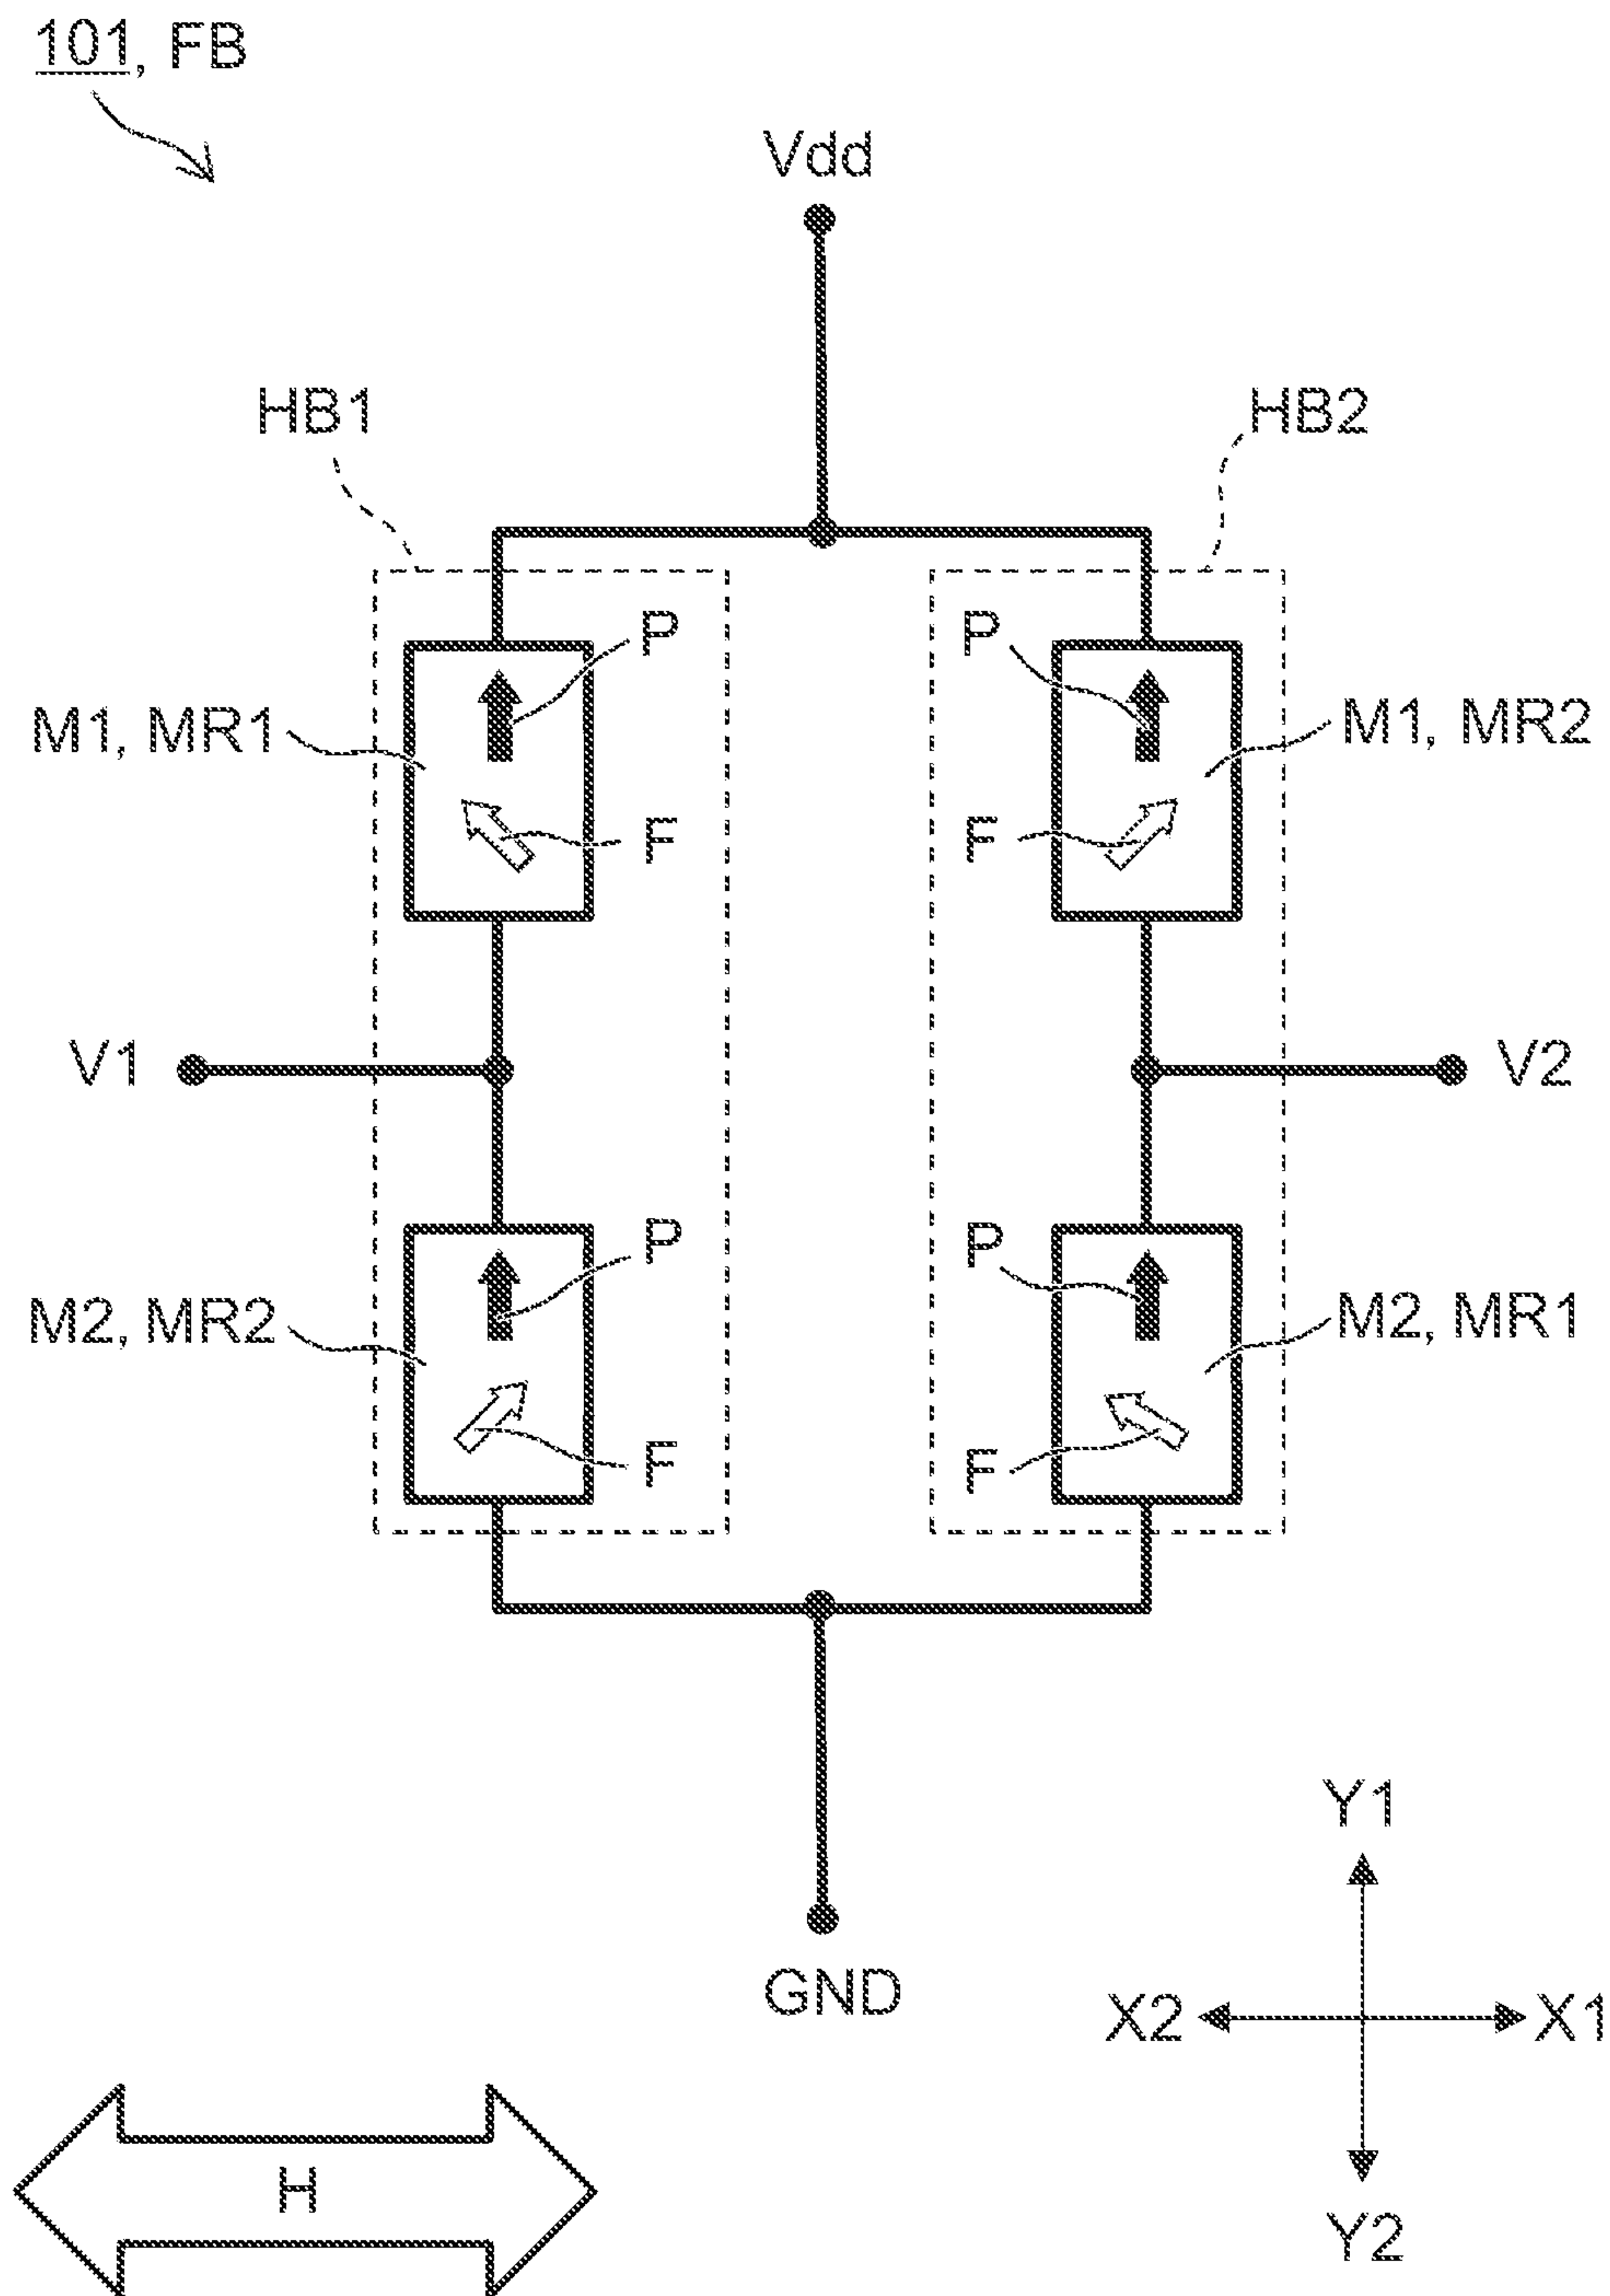 101, FB
Vdd
HB1 HB2
P P
M1, MR1 M1, MR2
F F
V1 V2
P P
M2, MR2 M2, MR1
F F
Y1
GND
X2 X1
H
Y2